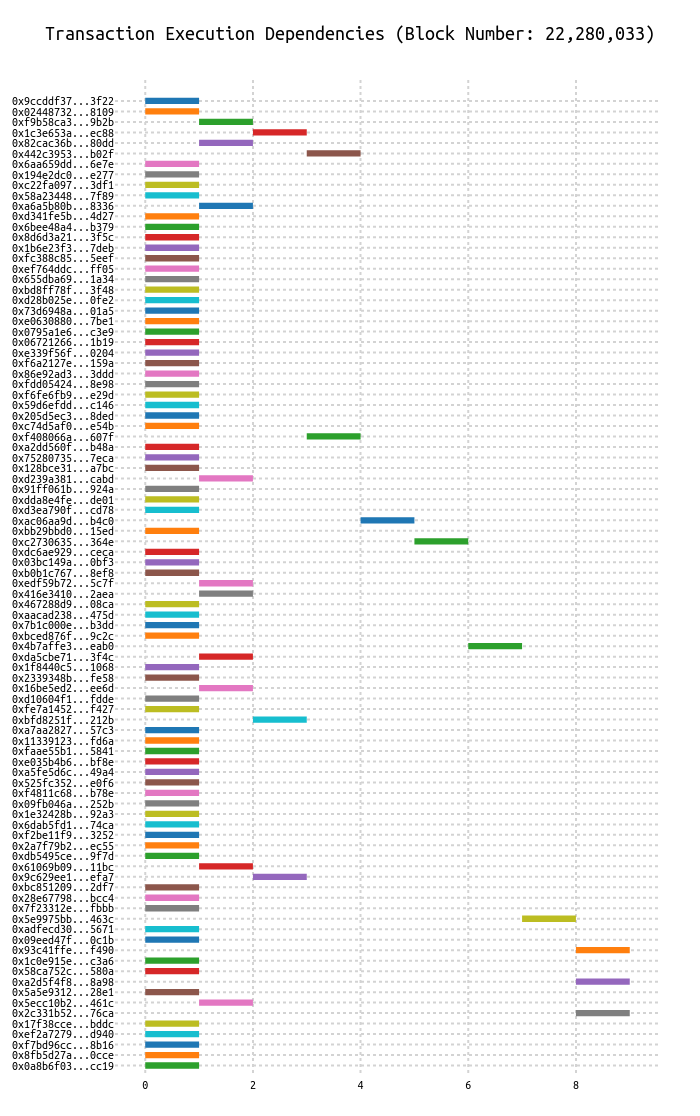 Transaction Execution Dependencies (Block Number: 22,280,033)
0x9ccddf37...3f22
0x02448732...8109
0xf9b58ca3...9b2b
0x1c3e653a...ec88
0x82cac36b...80dd
0x442c3953...b02f
0x6aa659dd...6e7e
0x194e2dc0...e277
0xc22fa097...3df1
0x58a23448...7f89
0xa6a5b80b...8336
0xd341fe5b...4d27
0x6bee48a4...b379
0x8d6d3a21...3f5c
0x1b6e23f3...7deb
0xfc388c85...5eef
0xef764ddc...ff05
0x655dba69...1a34
0xbd8ff78f...3f48
0xd28b025e...0fe2
0x73d6948a...01a5
0xe0630880...7be1
0x0795a1e6...c3e9
0x06721266...1b19
0xe339f56f...0204
0xf6a2127e...159a
0x86e92ad3...3ddd
0xfdd05424...8e98
0xf6fe6fb9...e29d
0x59d6efdd...c146
0x205d5ec3...8ded
0xc74d5af0...e54b
0xf408066a...607f
0xa2dd560f...b48a
0x75280735...7eca
0x128bce31...a7bc
0xd239a381...cabd
0x91ff061b...924a
0xdda8e4fe...de01
0xd3ea790f...cd78
0xac06aa9d...b4c0
0xbb29bbd0...15ed
0xc2730635...364e
0xdc6ae929...ceca
0x03bc149a...0bf3
0xb0b1c767...8ef8
0xedf59b72...5c7f
0x416e3410...2aea
0x467288d9...08ca
0xaacad238...475d
0x7b1c000e...b3dd
0xbced876f...9c2c
0x4b7affe3...eab0
0xda5cbe71...3f4c
0x1f8440c5...1068
0x2339348b...fe58
0x16be5ed2...ee6d
0xd10604f1...fdde
0xfe7a1452...f427
0xbfd8251f...212b
0xa7aa2827...57c3
0x11339123...fd6a
0xfaae55b1...5841
0xe035b4b6...bf8e
0xa5fe5d6c...49a4
0x525fc352...e0f6
0xf4811c68...b78e
0x09fb046a...252b
0x1e32428b...92a3
0x6dab5fd1...74ca
0xf2be11f9...3252
0x2a7f79b2...ec55
0xdb5495ce...9f7d
0x61069b09...11bc
0x9c629ee1...efa7
0xbc851209...2df7
0x28e67798...bcc4
0x7f23312e...fbbb
0x5e9975bb...463c
0xadfecd30...5671
0x09eed47f...0c1b
0x93c41ffe...f490
0x1c0e915e...c3a6
0x58ca752c...580a
0xa2d5f4f8...8a98
0x5a5e9312...28e1
0x5ecc10b2...461c
0x2c331b52...76ca
0x17f38cce...bddc
0xef2a7279...d940
0xf7bd96cc...8b16
0x8fb5d27a...0cce
0x0a8b6f03...cc19
0 2 4 6 8